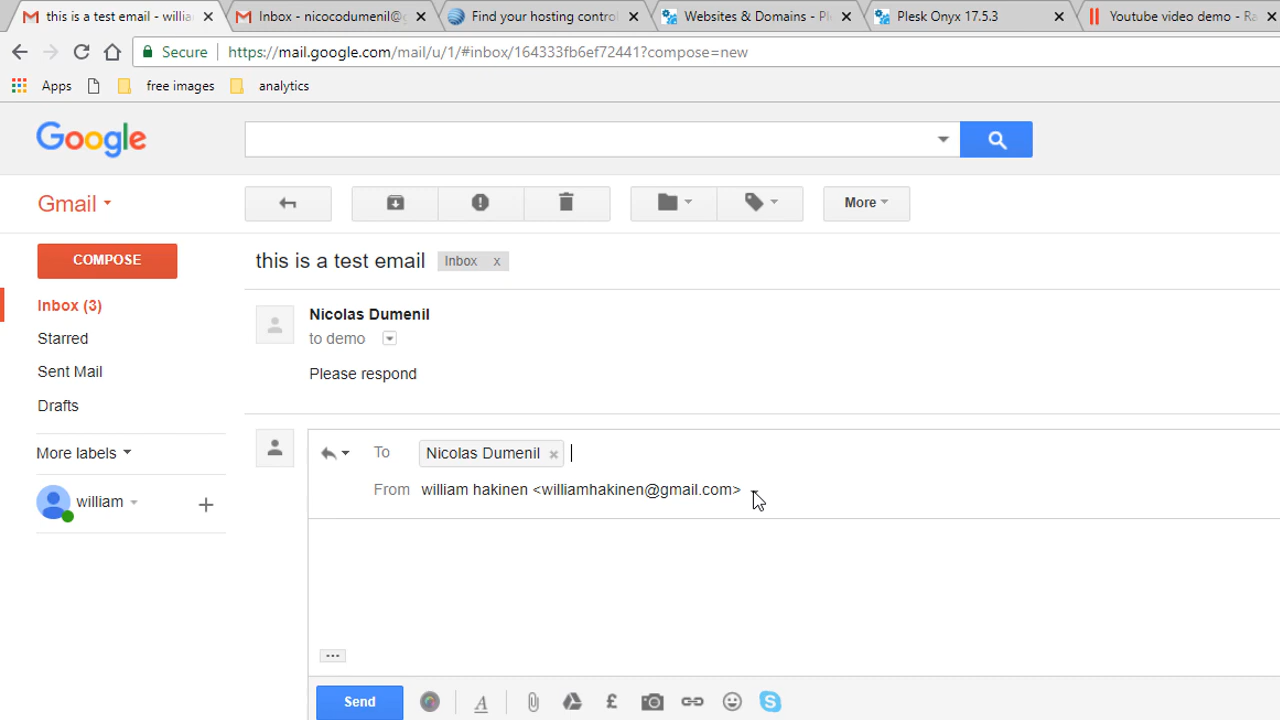 this is a test email - willia
Inbox - nicocodumenil@g
Find your hosting control
Websites & Domains - Ple
Plesk Onyx 17.5.3
Youtube video demo - Ra
Secure https://mail.google.com/mail/u/1/#inbox/164333fb6ef72441?compose=new
Apps free images analytics
Google
Gmail More
COMPOSE
this is a test email Inbox x
Inbox (3)
Starred
Sent Mail
Drafts
More labels
william
Nicolas Dumenil
to demo
Please respond
To Nicolas Dumenil
From william hakinen <williamhakinen@gmail.com>
Send